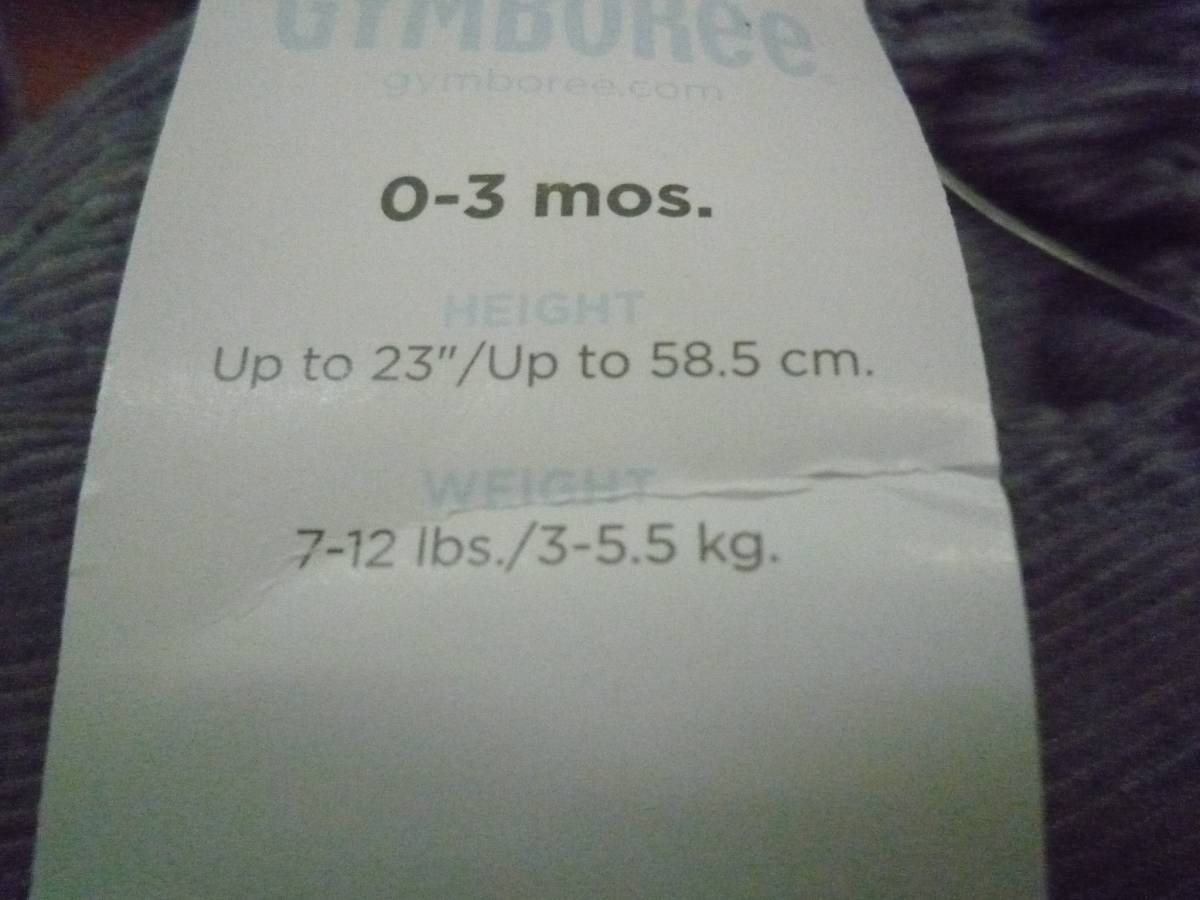 GYMBOREE
gymboree.com
0-3 mos.
HEIGHT
Up to 23"/Up to 58.5 cm.
WEIGHT
7-12 lbs./3-5.5 kg.